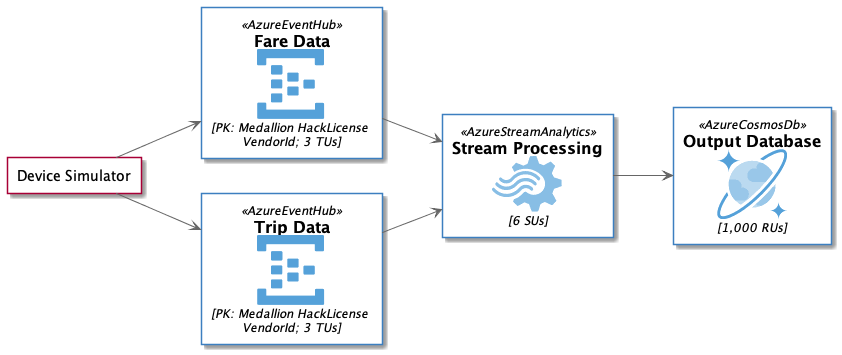 Device Simulator
«AzureEventHub»
Fare Data
[PK: Medallion HackLicense
VendorId; 3 TUs]
«AzureEventHub»
Trip Data
[PK: Medallion HackLicense
VendorId; 3 TUs]
«AzureStreamAnalytics»
Stream Processing
[6 SUs]
«AzureCosmosDb»
Output Database
[1,000 RUs]